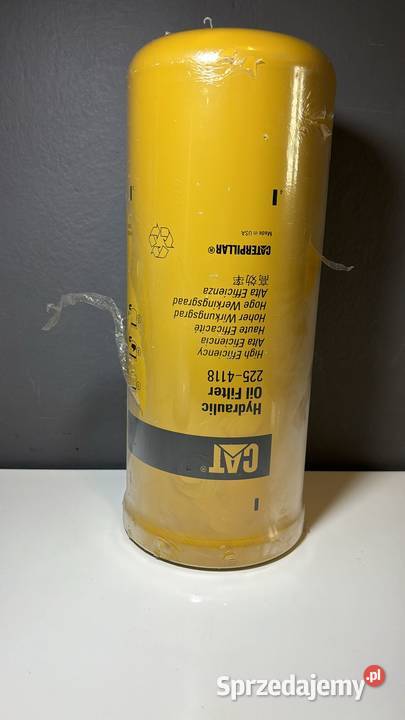 CAT®
Hydraulic
Oil Filter
225-4118
High Efficiency
Alta Eficiencia
Haute Efficacité
Hoher Wirkungsgrad
Hoge Werkingsgraad
Alta Efficienza
高効率
CATERPILLAR®
Made in USA
Sprzedajemy.pl